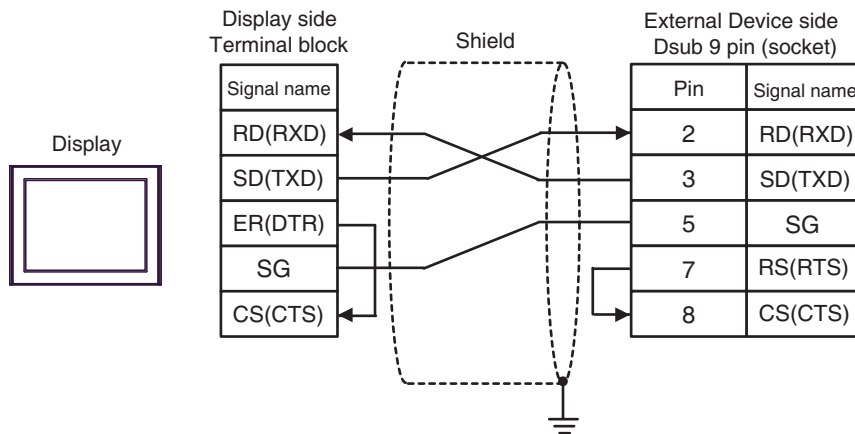 Display side
Terminal block
Shield
External Device side
Dsub 9 pin (socket)
Display
Signal name
Pin Signal name
RD(RXD) 2 RD(RXD)
SD(TXD) 3 SD(TXD)
ER(DTR) 5 SG
SG 7 RS(RTS)
CS(CTS) 8 CS(CTS)